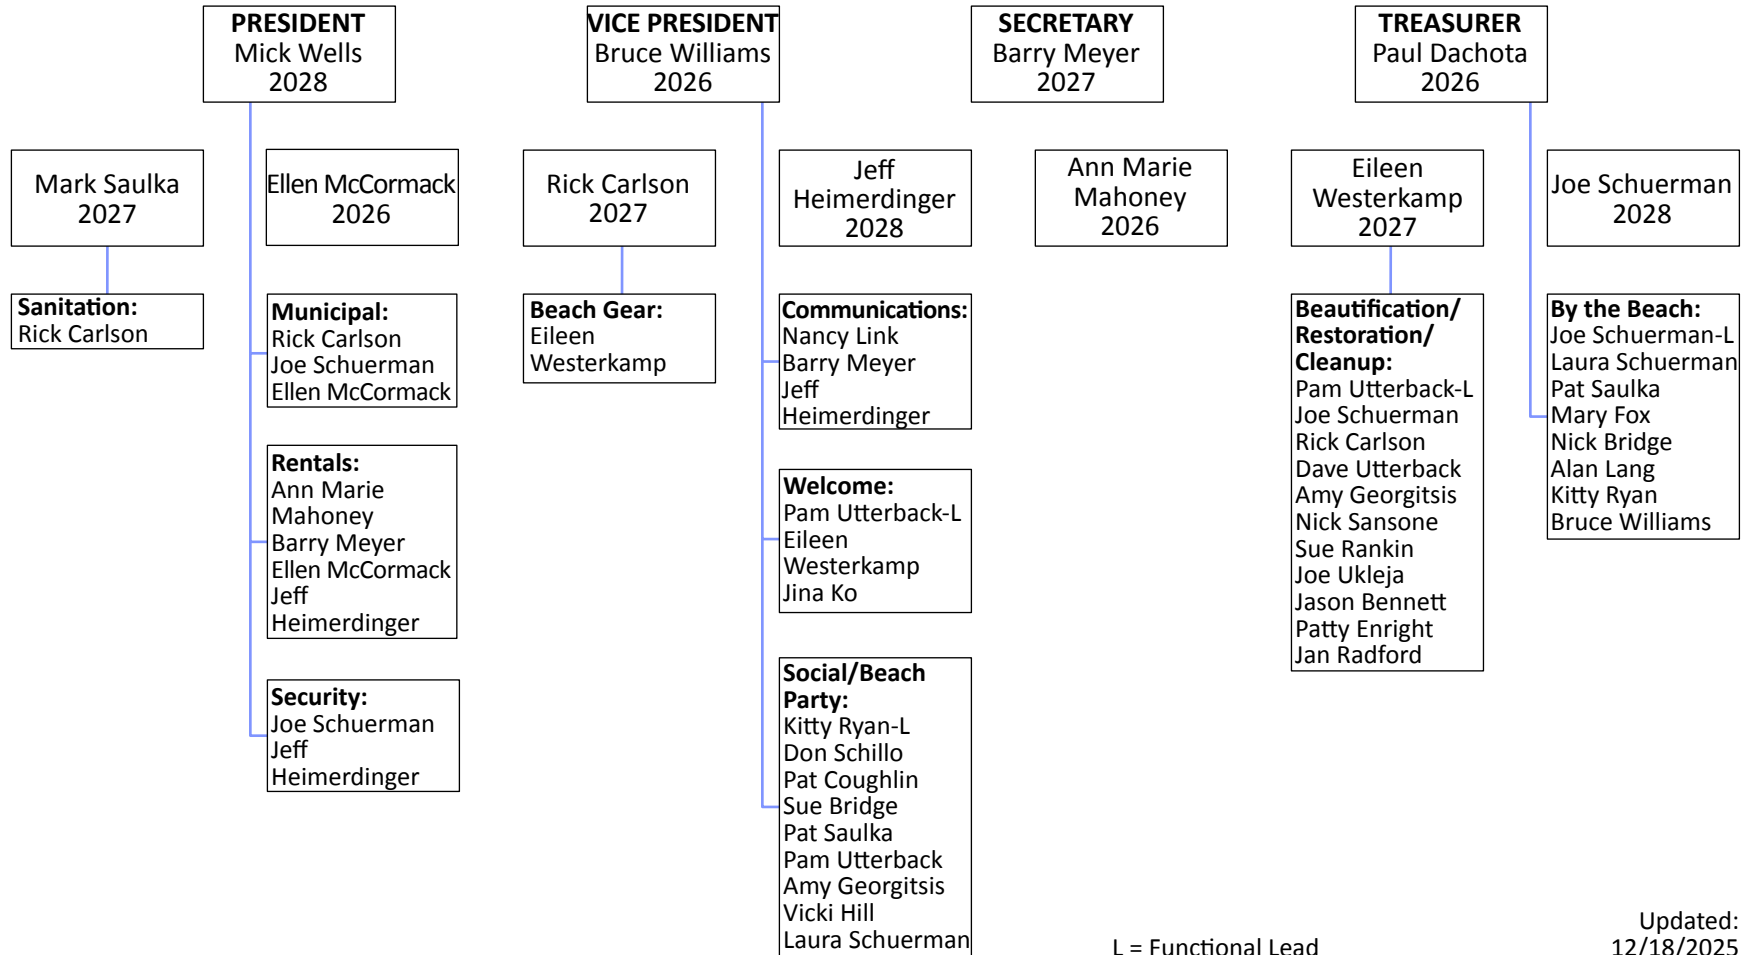 PRESIDENT
Mick Wells
2028
VICE PRESIDENT
Bruce Williams
2026
SECRETARY
Barry Meyer
2027
TREASURER
Paul Dachota
2026
Mark Saulka
2027
Ellen McCormack
2026
Rick Carlson
2027
Jeff
Heimerdinger
2028
Ann Marie
Mahoney
2026
Eileen
Westerkamp
2027
Joe Schuerman
2028
Sanitation:
Rick Carlson
Municipal:
Rick Carlson
Joe Schuerman
Ellen McCormack
Rentals:
Ann Marie
Mahoney
Barry Meyer
Ellen McCormack
Jeff
Heimerdinger
Security:
Joe Schuerman
Jeff
Heimerdinger
Beach Gear:
Eileen
Westerkamp
Communications:
Nancy Link
Barry Meyer
Jeff
Heimerdinger
Welcome:
Pam Utterback-L
Eileen
Westerkamp
Jina Ko
Social/Beach
Party:
Kitty Ryan-L
Don Schillo
Pat Coughlin
Sue Bridge
Pat Saulka
Pam Utterback
Amy Georgitsis
Vicki Hill
Laura Schuerman
Beautification/
Restoration/
Cleanup:
Pam Utterback-L
Joe Schuerman
Rick Carlson
Dave Utterback
Amy Georgitsis
Nick Sansone
Sue Rankin
Joe Ukleja
Jason Bennett
Patty Enright
Jan Radford
By the Beach:
Joe Schuerman-L
Laura Schuerman
Pat Saulka
Mary Fox
Nick Bridge
Alan Lang
Kitty Ryan
Bruce Williams
L = Functional Lead
Updated:
12/18/2025